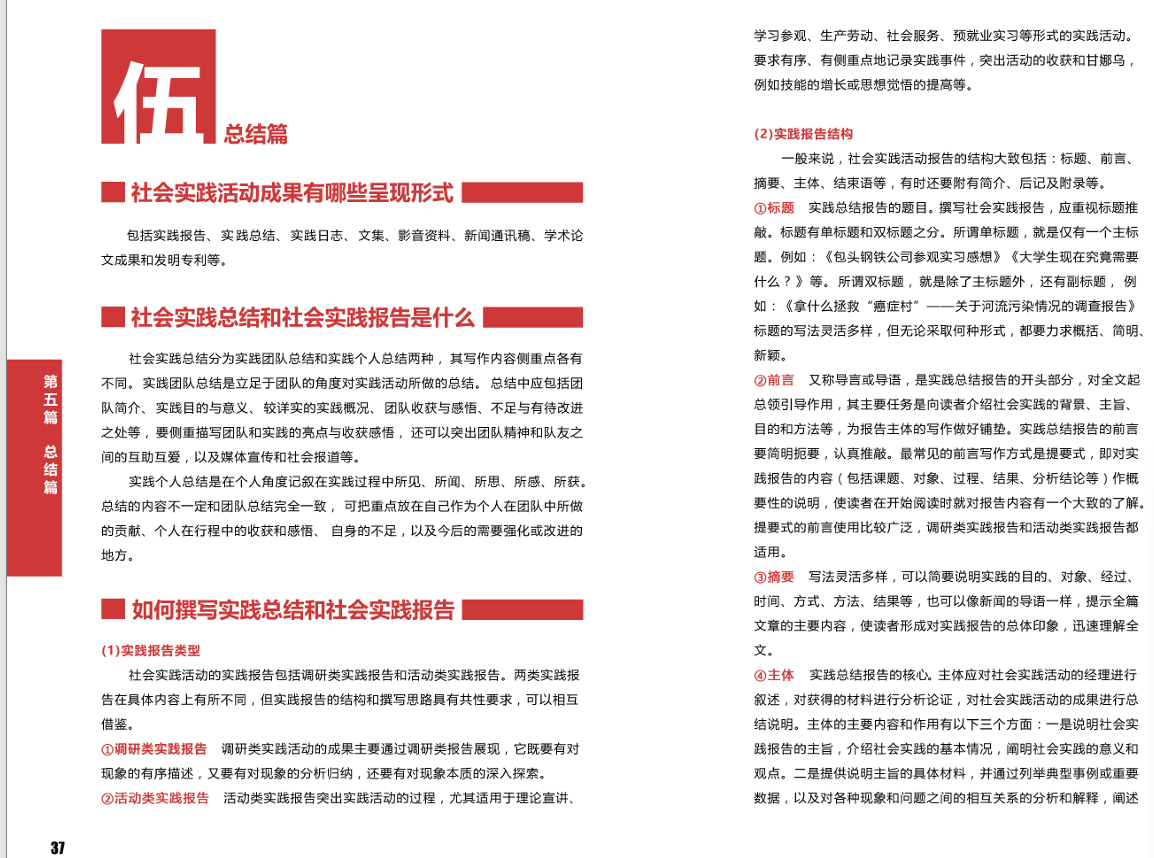 伍
总结篇
社会实践活动成果有哪些呈现形式
包括实践报告、实践总结、实践日志、文集、影音资料、新闻通讯稿、学术论
文成果和发明专利等。
社会实践总结和社会实践报告是什么
社会实践总结分为实践团队总结和实践个人总结两种，其写作内容侧重点各有
不同。实践团队总结是立足于团队的角度对实践活动所做的总结。总结中应包括团
队简介、实践目的与意义、较详实的实践概况、团队收获与感悟、不足与有待改进
之处等，要侧重描写团队和实践的亮点与收获感悟，还可以突出团队精神和队友之
间的互助互爱，以及媒体宣传和社会报道等。
实践个人总结是在个人角度记叙在实践过程中所见、所闻、所思、所感、所获。
总结的内容不一定和团队总结完全一致，可把重点放在自己作为个人在团队中所做
的贡献、个人在行程中的收获和感悟、自身的不足，以及今后的需要强化或改进的
地方。
如何撰写实践总结和社会实践报告
(1)实践报告类型
社会实践活动的实践报告包括调研类实践报告和活动类实践报告。两类实践报
告在具体内容上有所不同，但实践报告的结构和撰写思路具有共性要求，可以相互
借鉴。
①调研类实践报告 调研类实践活动的成果主要通过调研类报告展现，它既要有对
现象的有序描述，又要有对现象的分析归纳，还要有对现象本质的深入探索。
②活动类实践报告 活动类实践报告突出实践活动的过程，尤其适用于理论宣讲、
第五篇 总结篇
37
学习参观、生产劳动、社会服务、预就业实习等形式的实践活动。
要求有序、有侧重点地记录实践事件，突出活动的收获和甘娜乌，
例如技能的增长或思想觉悟的提高等。
(2)实践报告结构
一般来说，社会实践活动报告的结构大致包括：标题、前言、
摘要、主体、结束语等，有时还要附有简介、后记及附录等。
①标题 实践总结报告的题目。撰写社会实践报告，应重视标题推
敲。标题有单标题和双标题之分。所谓单标题，就是仅有一个主标
题。例如：《包头钢铁公司参观实习感想》《大学生现在究竟需要
什么？》等。所谓双标题，就是除了主标题外，还有副标题，例
如：《拿什么拯救“癌症村”——关于河流污染情况的调查报告》
标题的写法灵活多样，但无论采取何种形式，都要力求概括、简明、
新颖。
②前言 又称导言或导语，是实践总结报告的开头部分，对全文起
总领引导作用，其主要任务是向读者介绍社会实践的背景、主旨、
目的和方法等，为报告主体的写作做好铺垫。实践总结报告的前言
要简明扼要，认真推敲。最常见的前言写作方式是提要式，即对实
践报告的内容（包括课题、对象、过程、结果、分析结论等）作概
要性的说明，使读者在开始阅读时就对报告内容有一个大致的了解。
提要式的前言使用比较广泛，调研类实践报告和活动类实践报告都
适用。
③摘要 写法灵活多样，可以简要说明实践的目的、对象、经过、
时间、方式、方法、结果等，也可以像新闻的导语一样，提示全篇
文章的主要内容，使读者形成对实践报告的总体印象，迅速理解全
文。
④主体 实践总结报告的核心。主体应对社会实践活动的经理进行
叙述，对获得的材料进行分析论证，对社会实践活动的成果进行总
结说明。主体的主要内容和作用有以下三个方面：一是说明社会实
践报告的主旨，介绍社会实践的基本情况，阐明社会实践的意义和
观点。二是提供说明主旨的具体材料，并通过列举典型事例或重要
数据，以及对各种现象和问题之间的相互关系的分析和解释，阐述